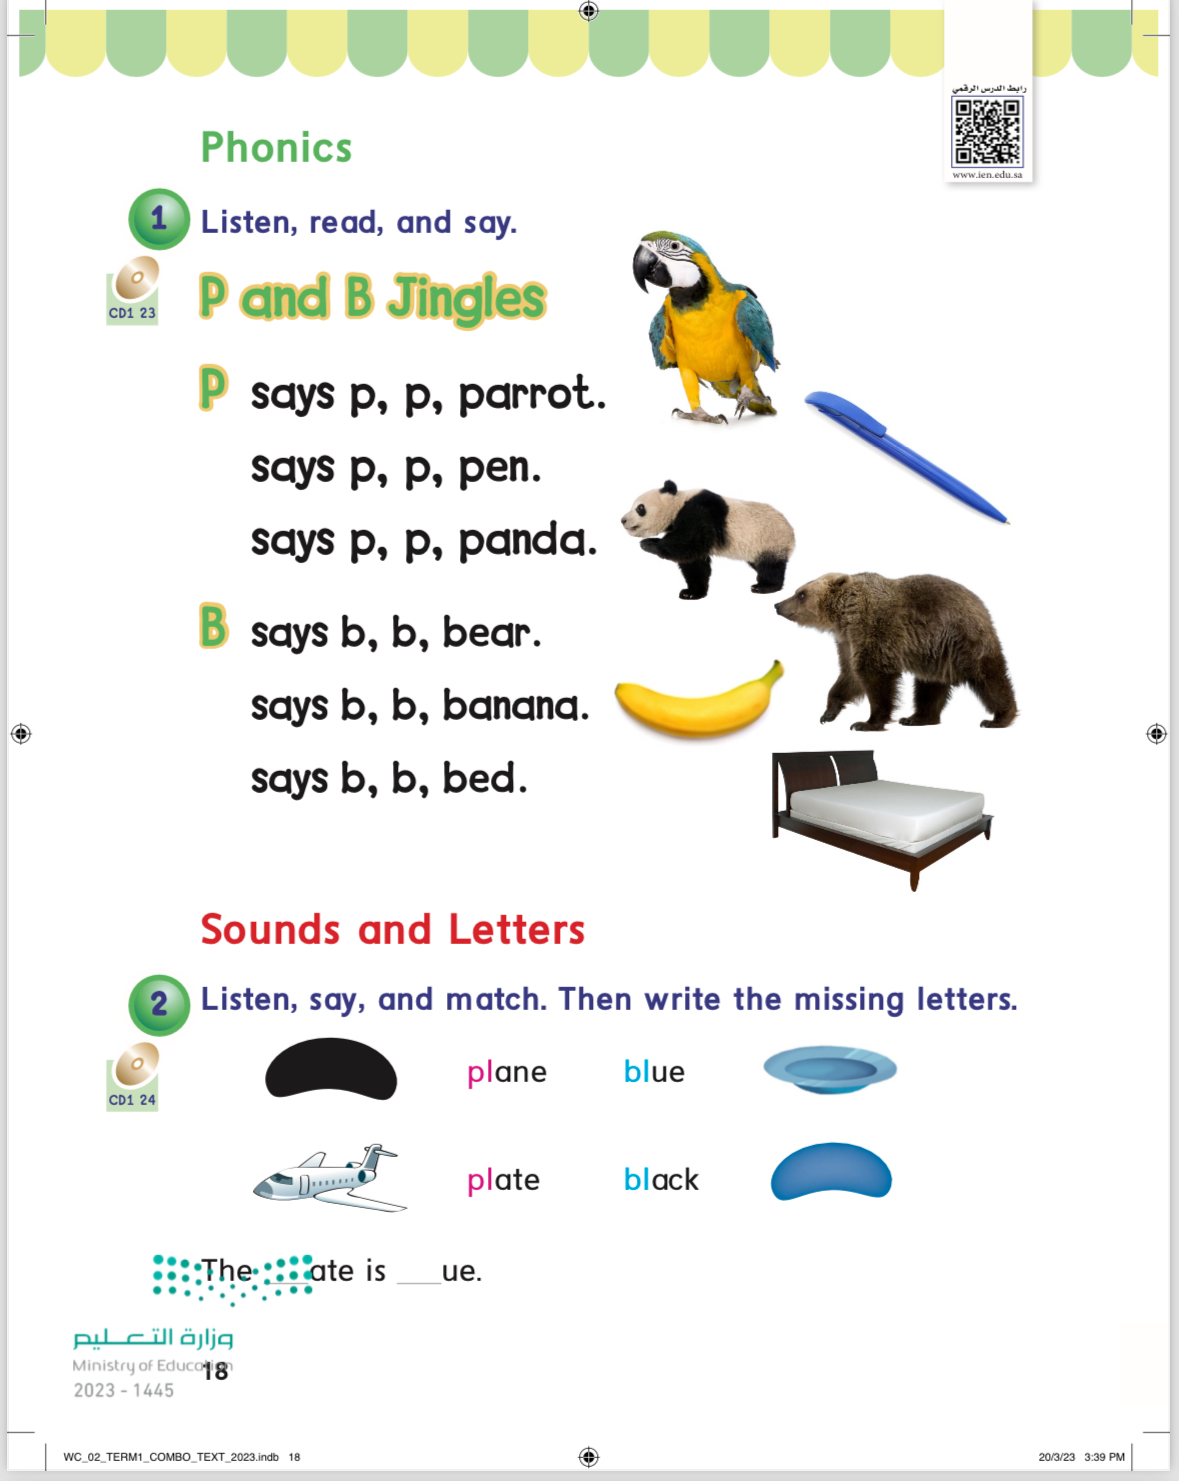 رابط الدرس الرقمي
www.ien.edu.sa
Phonics
1 Listen, read, and say.
CD1 23
P and B Jingles
P says p, p, parrot.
says p, p, pen.
says p, p, panda.
B says b, b, bear.
says b, b, banana.
says b, b, bed.
Sounds and Letters
2 Listen, say, and match. Then write the missing letters.
CD1 24
plane blue
plate black
The ___ate is ___ue.
وزارة التعليم
Ministry of Education
18
2023 - 1445
WC_02_TERM1_COMBO_TEXT_2023.indb 18
20/3/23 3:39 PM